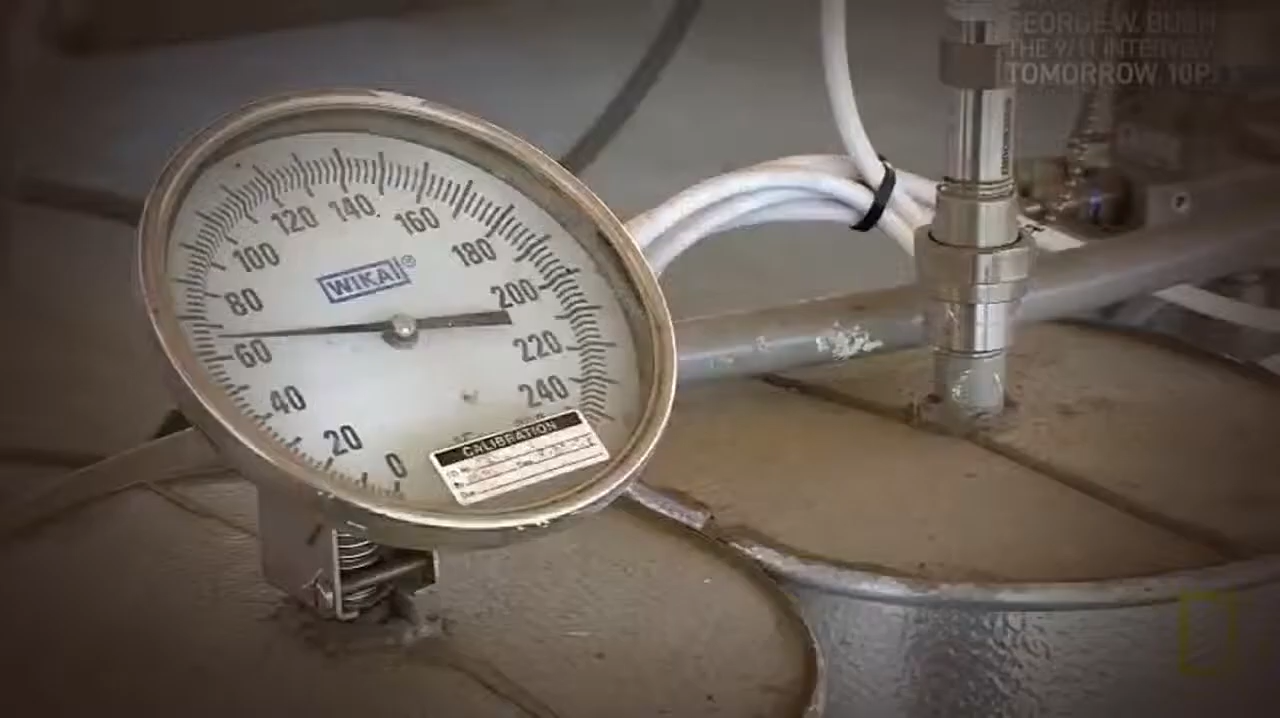 GEORGE W. BUSH
THE 9/11 INTERVIEW
TOMORROW 10P
120 140 160
100 180
WIKA®
80 200
60 220
40 240
20
0
CALIBRATION